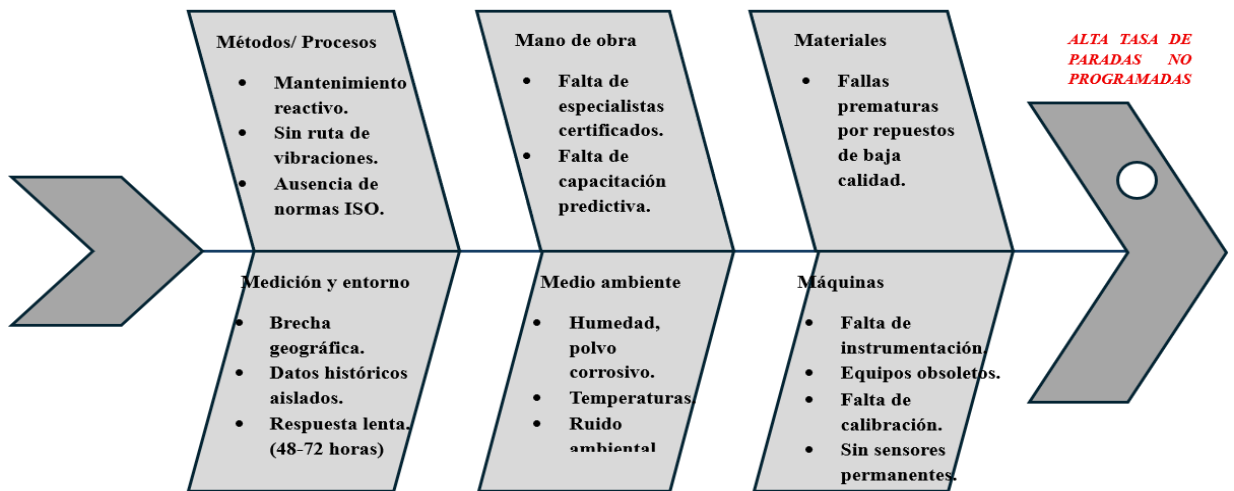 Métodos/ Procesos
• Mantenimiento
reactivo.
• Sin ruta de
vibraciones.
• Ausencia de
normas ISO.
Mano de obra
• Falta de
especialistas
certificados.
• Falta de
capacitación
predictiva.
Materiales
• Fallas
prematuras
por repuestos
de baja
calidad.
ALTA TASA DE
PARADAS NO
PROGRAMADAS
Medición y entorno
• Brecha
geográfica.
• Datos históricos
aislados.
• Respuesta lenta.
(48-72 horas)
Medio ambiente
• Humedad,
polvo
corrosivo.
• Temperaturas.
• Ruido
ambiental
Máquinas
• Falta de
instrumentación.
• Equipos obsoletos.
• Falta de
calibración.
• Sin sensores
permanentes.